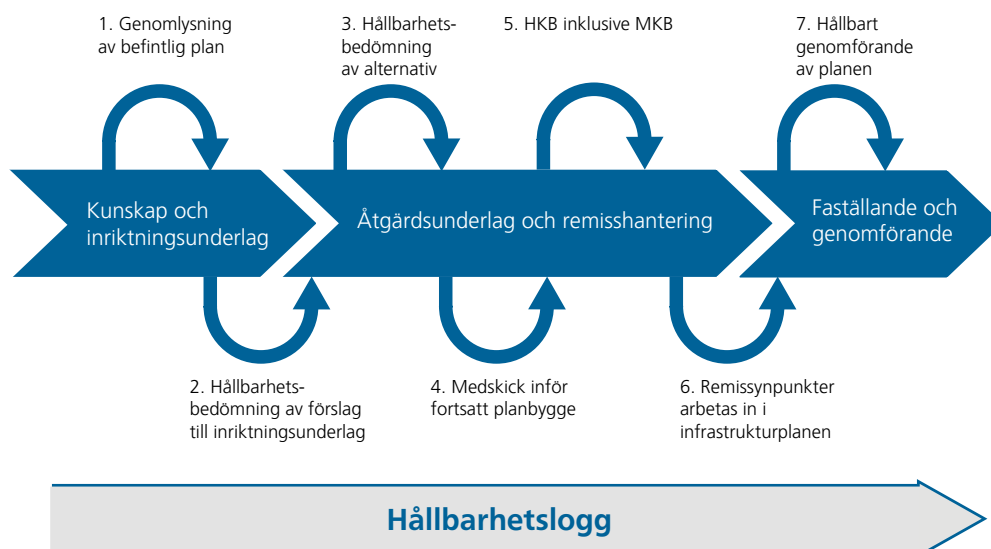 1. Genomlysning
av befintlig plan
3. Hållbarhets-
bedömning
av alternativ
5. HKB inklusive MKB
7. Hållbart
genomförande
av planen
Kunskap och
inriktningsunderlag
Åtgärdsunderlag och remisshantering
Faställande och
genomförande
2. Hållbarhets-
bedömning av förslag
till inriktningsunderlag
4. Medskick inför
fortsatt planbygge
6. Remissynpunkter
arbetas in i
infrastrukturplanen
Hållbarhetslogg